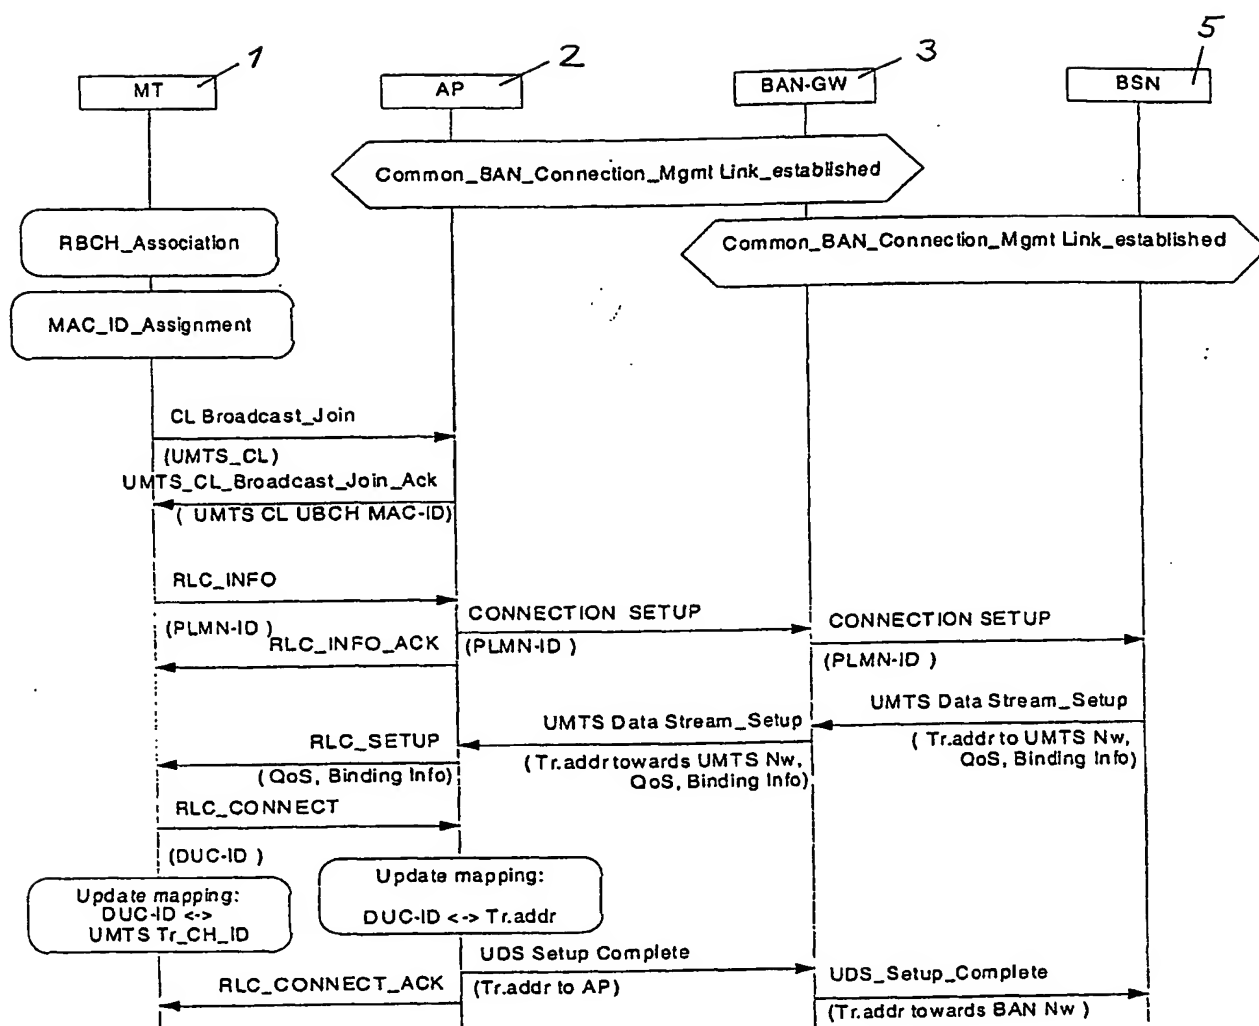 1
2
3
5
MT
AP
BAN-GW
BSN
Common_BAN_Connection_Mgmt Link_established
RBCH_Association
Common_BAN_Connection_Mgmt Link_established
MAC_ID_Assignment
CL Broadcast_Join
(UMTS_CL)
UMTS_CL_Broadcast_Join_Ack
( UMTS CL UBCH MAC-ID)
RLC_INFO
(PLMN-ID )
CONNECTION SETUP
(PLMN-ID )
CONNECTION SETUP
(PLMN-ID )
RLC_INFO_ACK
UMTS Data Stream_Setup
( Tr.addr to UMTS Nw,
QoS, Binding Info)
UMTS Data Stream_Setup
(Tr.addr towards UMTS Nw,
QoS, Binding Info)
RLC_SETUP
(QoS, Binding Info)
RLC_CONNECT
(DUC-ID )
Update mapping:
DUC-ID <->
UMTS Tr_CH_ID
Update mapping:
DUC-ID <-> Tr.addr
UDS Setup Complete
(Tr.addr to AP)
UDS_Setup_Complete
(Tr.addr towards BAN Nw )
RLC_CONNECT_ACK